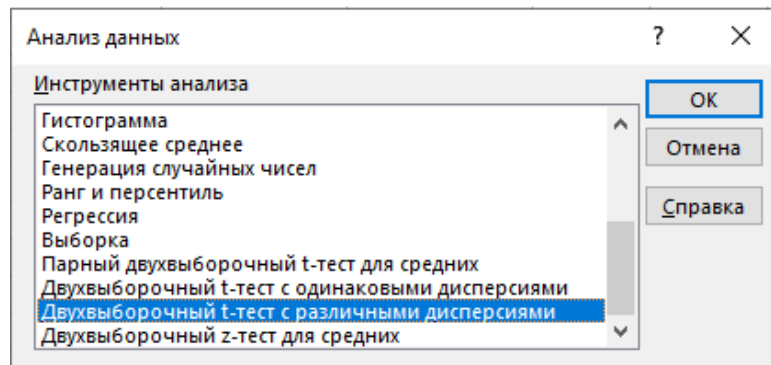 Анализ данных ? ×
Инструменты анализа
Гистограмма
Скользящее среднее
Генерация случайных чисел
Ранг и персентиль
Регрессия
Выборка
Парный двухвыборочный t-тест для средних
Двухвыборочный t-тест с одинаковыми дисперсиями
Двухвыборочный t-тест с различными дисперсиями
Двухвыборочный z-тест для средних
ОК
Отмена
Справка